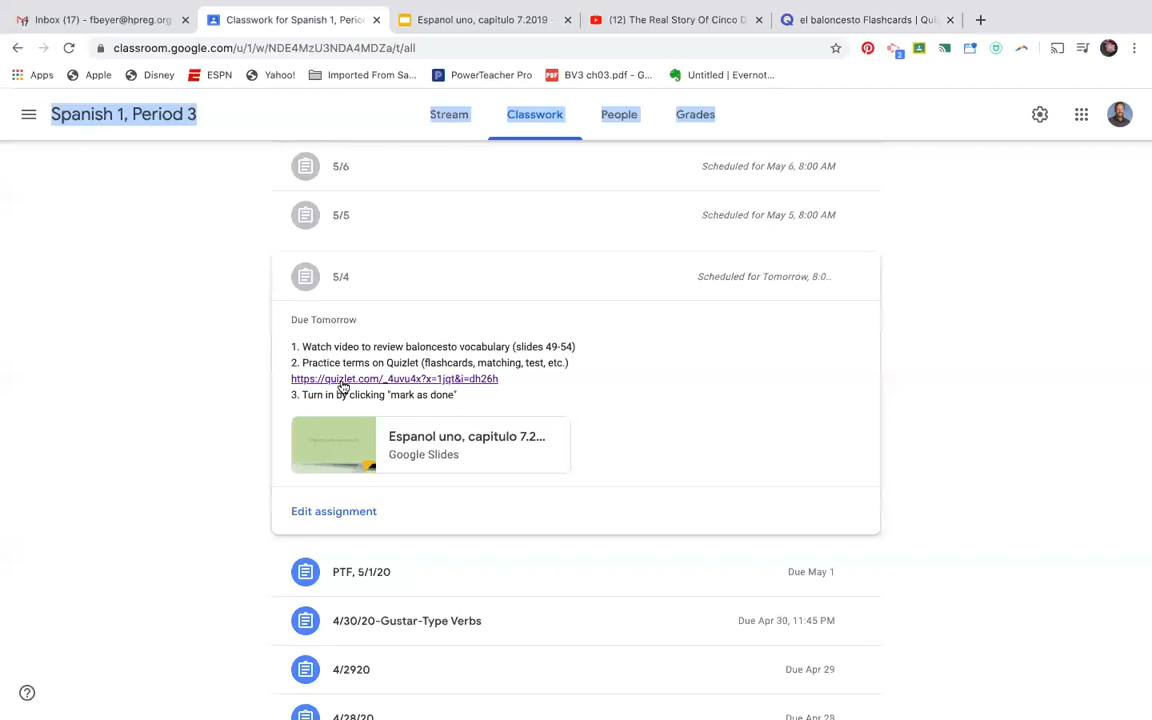 Inbox (17) - fbeyer@hpreg.org
Classwork for Spanish 1, Perio
Espanol uno, capitulo 7.2019 -
(12) The Real Story Of Cinco D
el baloncesto Flashcards | Qui
classroom.google.com/u/1/w/NDE4MzU3NDA4MDZa/t/all
2
Apps
Apple
Disney
ESPN
Yahoo!
Imported From Sa...
PowerTeacher Pro
BV3 ch03.pdf - G...
Untitled | Evernot...
Spanish 1, Period 3
Stream
Classwork
People
Grades
5/6
Scheduled for May 6, 8:00 AM
5/5
Scheduled for May 5, 8:00 AM
5/4
Scheduled for Tomorrow, 8:0...
Due Tomorrow
1. Watch video to review baloncesto vocabulary (slides 49-54)
2. Practice terms on Quizlet (flashcards, matching, test, etc.)
https://quizlet.com/_4uvu4x?x=1jqt&i=dh26h
3. Turn in by clicking "mark as done"
Espanol uno, capitulo 7.2...
Google Slides
Edit assignment
PTF, 5/1/20
Due May 1
4/30/20-Gustar-Type Verbs
Due Apr 30, 11:45 PM
4/2920
Due Apr 29
4/28/20
Due Apr 28